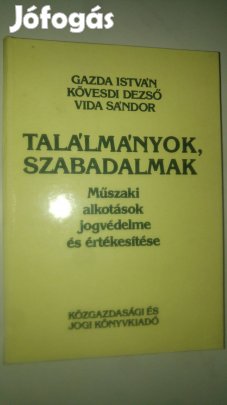 Jófogás
GAZDA ISTVÁN
KÖVESDI DEZSŐ
VIDA SÁNDOR
TALÁLMÁNYOK,
SZABADALMAK
Műszaki
alkotások
jogvédelme
és értékesítése
KÖZGAZDASÁGI ÉS
JOGI KÖNYVKIADÓ